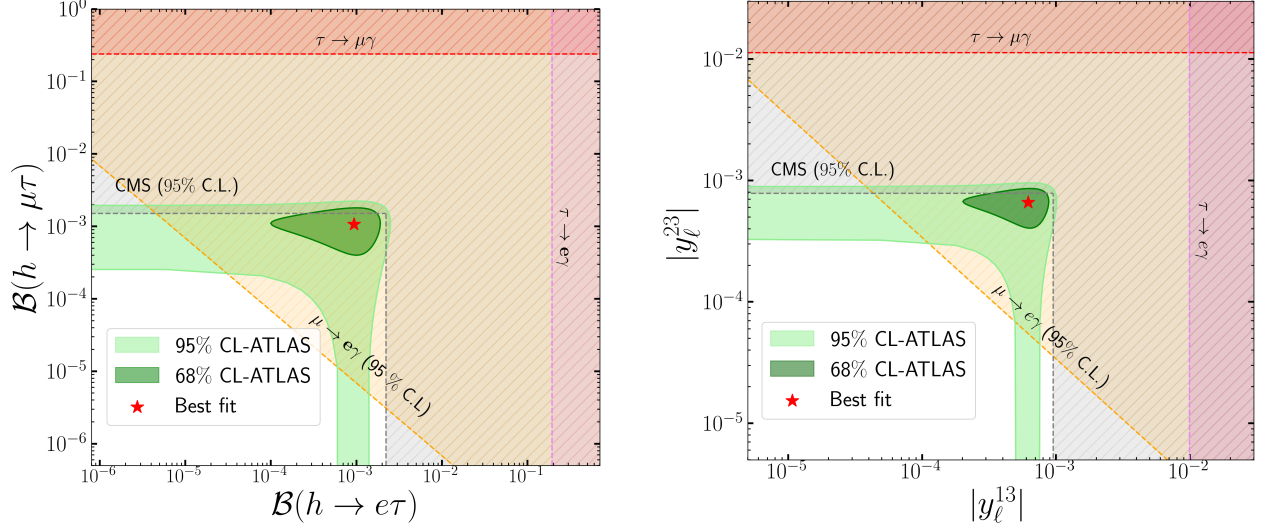 10⁰
10⁻¹
10⁻²
10⁻³
10⁻⁴
10⁻⁵
10⁻⁶
B(h → μτ)
τ → μγ
CMS (95% C.L.)
τ → eγ
μ → eγ (95% C.L)
95% CL-ATLAS
68% CL-ATLAS
Best fit
10⁻⁶ 10⁻⁵ 10⁻⁴ 10⁻³ 10⁻² 10⁻¹
B(h → eτ)
10⁻²
10⁻³
10⁻⁴
10⁻⁵
|y_ℓ^23|
τ → μγ
CMS (95% C.L.)
τ → eγ
μ → eγ (95% C.L.)
95% CL-ATLAS
68% CL-ATLAS
Best fit
10⁻⁵ 10⁻⁴ 10⁻³ 10⁻²
|y_ℓ^13|